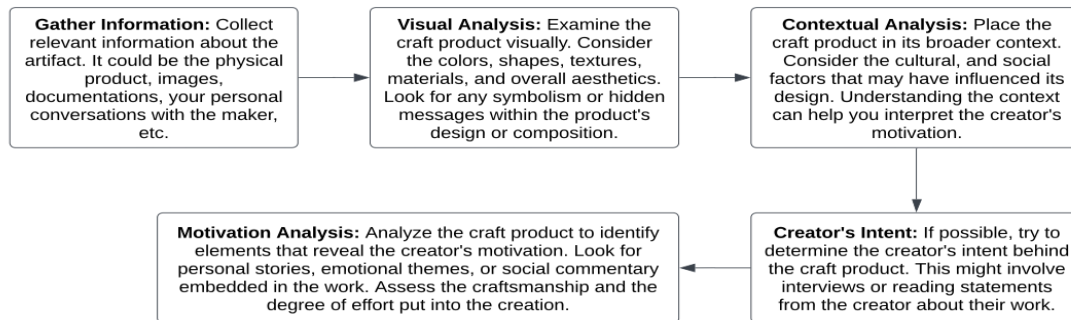 Gather Information: Collect
relevant information about the
artifact. It could be the physical
product, images,
documentations, your personal
conversations with the maker,
etc.
Visual Analysis: Examine the
craft product visually. Consider
the colors, shapes, textures,
materials, and overall aesthetics.
Look for any symbolism or hidden
messages within the product's
design or composition.
Contextual Analysis: Place the
craft product in its broader context.
Consider the cultural, and social
factors that may have influenced its
design. Understanding the context
can help you interpret the creator's
motivation.
Creator's Intent: If possible, try to
determine the creator's intent behind
the craft product. This might involve
interviews or reading statements
from the creator about their work.
Motivation Analysis: Analyze the craft product to identify
elements that reveal the creator's motivation. Look for
personal stories, emotional themes, or social commentary
embedded in the work. Assess the craftsmanship and the
degree of effort put into the creation.